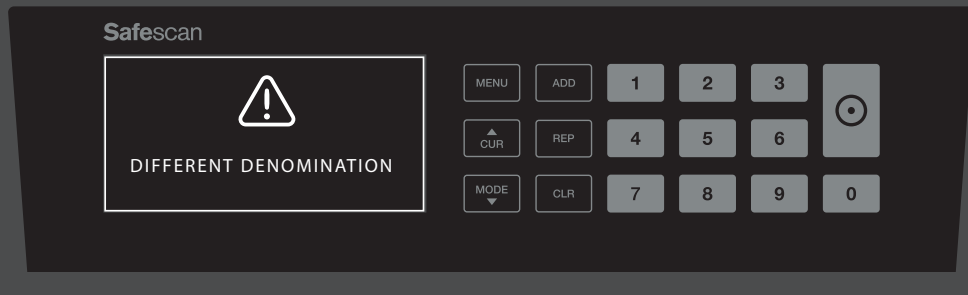 Safescan
DIFFERENT DENOMINATION
MENU ADD 1 2 3
CUR REP 4 5 6
MODE CLR 7 8 9 0